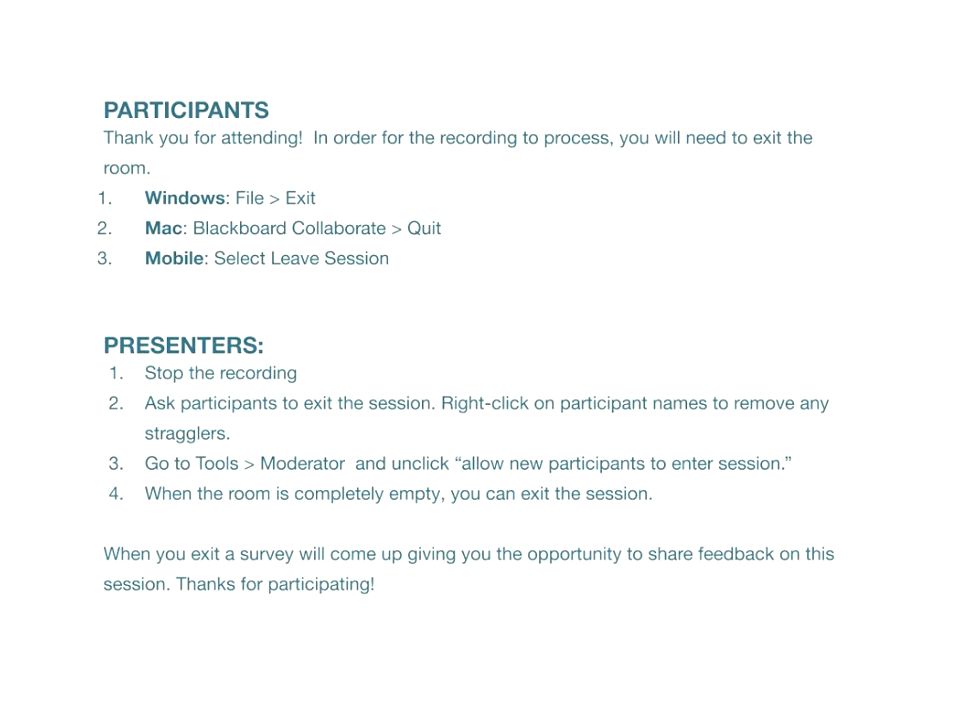 PARTICIPANTS
Thank you for attending!  In order for the recording to process, you will need to exit the
room.
1. Windows: File > Exit
2. Mac: Blackboard Collaborate > Quit
3. Mobile: Select Leave Session
PRESENTERS:
1. Stop the recording
2. Ask participants to exit the session. Right-click on participant names to remove any
stragglers.
3. Go to Tools > Moderator  and unclick “allow new participants to enter session.”
4. When the room is completely empty, you can exit the session.
When you exit a survey will come up giving you the opportunity to share feedback on this
session. Thanks for participating!